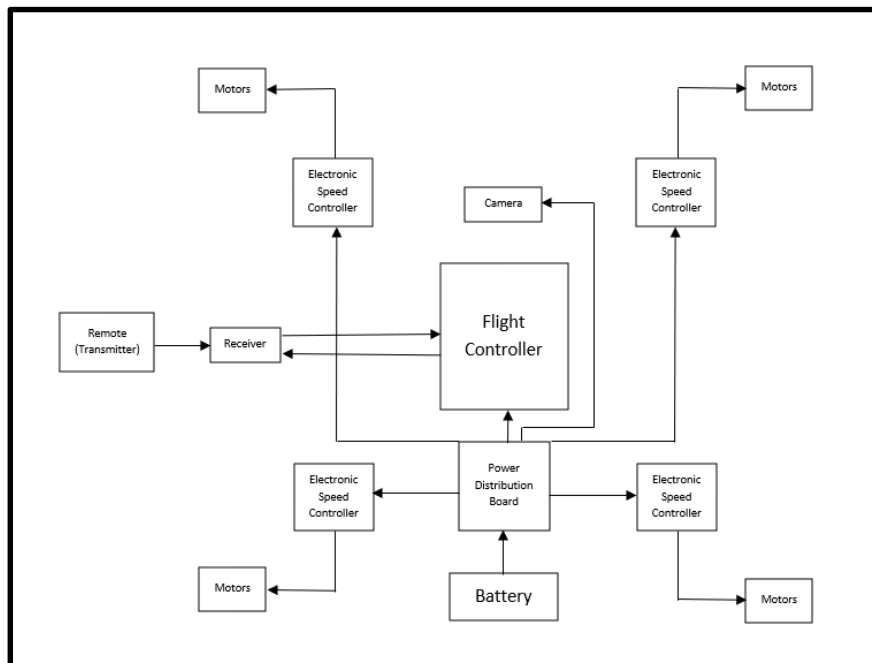 Motors
Motors
Electronic
Speed
Controller
Electronic
Speed
Controller
Camera
Flight
Controller
Remote
(Transmitter)
Receiver
Power
Distribution
Board
Electronic
Speed
Controller
Electronic
Speed
Controller
Motors
Battery
Motors